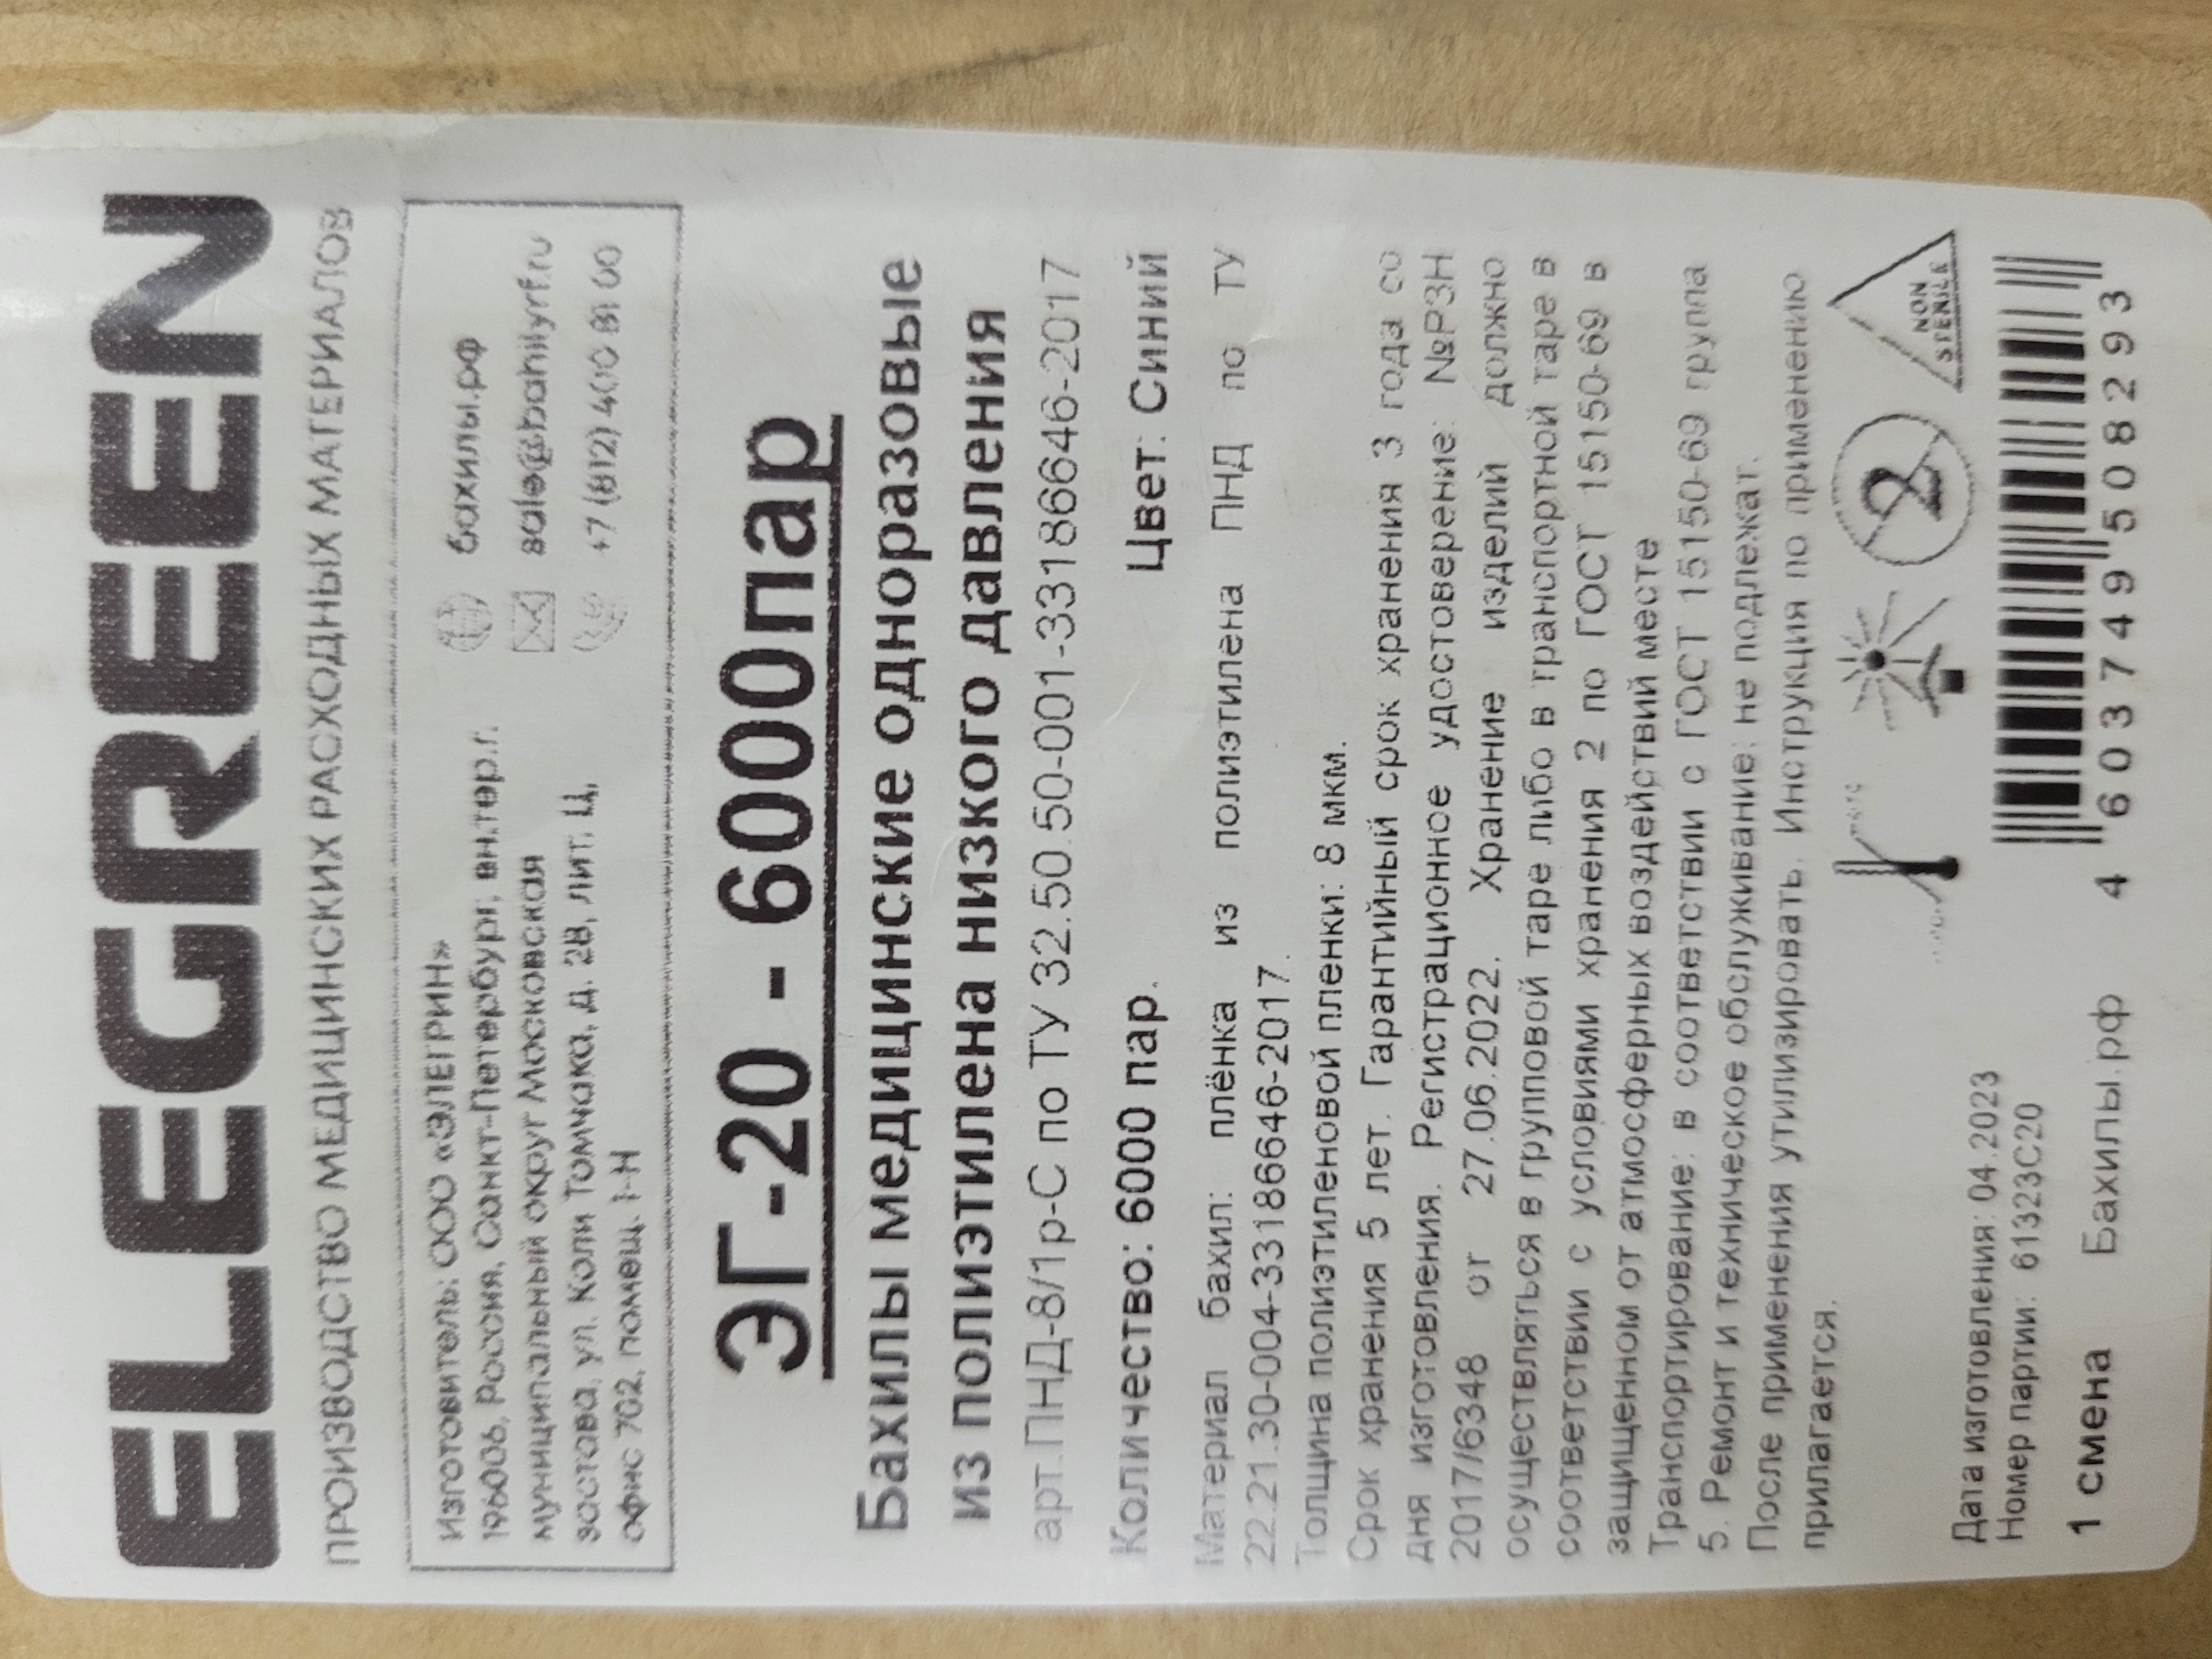 ELEGREEN
ПРОИЗВОДСТВО МЕДИЦИНСКИХ РАСХОДНЫХ МАТЕРИАЛОВ
Изготовитель: ООО «ЭЛЕГРИН»
196006, Россия, Санкт-Петербург, вн.тер.г.
муниципальный округ Московская
застава, ул. Коли Томчака, д. 28, лит. Ц,
офис 702, помещ. 1-Н
бахилы.рф
sale@bahilyrf.ru
+7 (812) 400 81 00
ЭГ-20 - 6000пар
Бахилы медицинские одноразовые
из полиэтилена низкого давления
арт.ПНД-8/1р-С по ТУ 32.50.50-001-33186646-2017
Количество: 6000 пар. Цвет: Синий
Материал бахил: плёнка из полиэтилена ПНД по ТУ
22.21.30-004-33186646-2017.
Толщина полиэтиленовой пленки: 8 мкм.
Срок хранения 5 лет. Гарантийный срок хранения 3 года со
дня изготовления. Регистрационное удостоверение: №РЗН
2017/6348 от 27.06.2022. Хранение изделий должно
осуществляться в групповой таре либо в транспортной таре в
соответствии с условиями хранения 2 по ГОСТ 15150-69 в
защищенном от атмосферных воздействий месте
Транспортирование: в соответствии с ГОСТ 15150-69 группа
5. Ремонт и техническое обслуживание: не подлежат.
После применения утилизировать. Инструкция по применению
прилагается.
2
NON
STERILE
Дата изготовления: 04.2023
Номер партии: 61323С20
1 смена Бахилы.рф
4 603749 508293